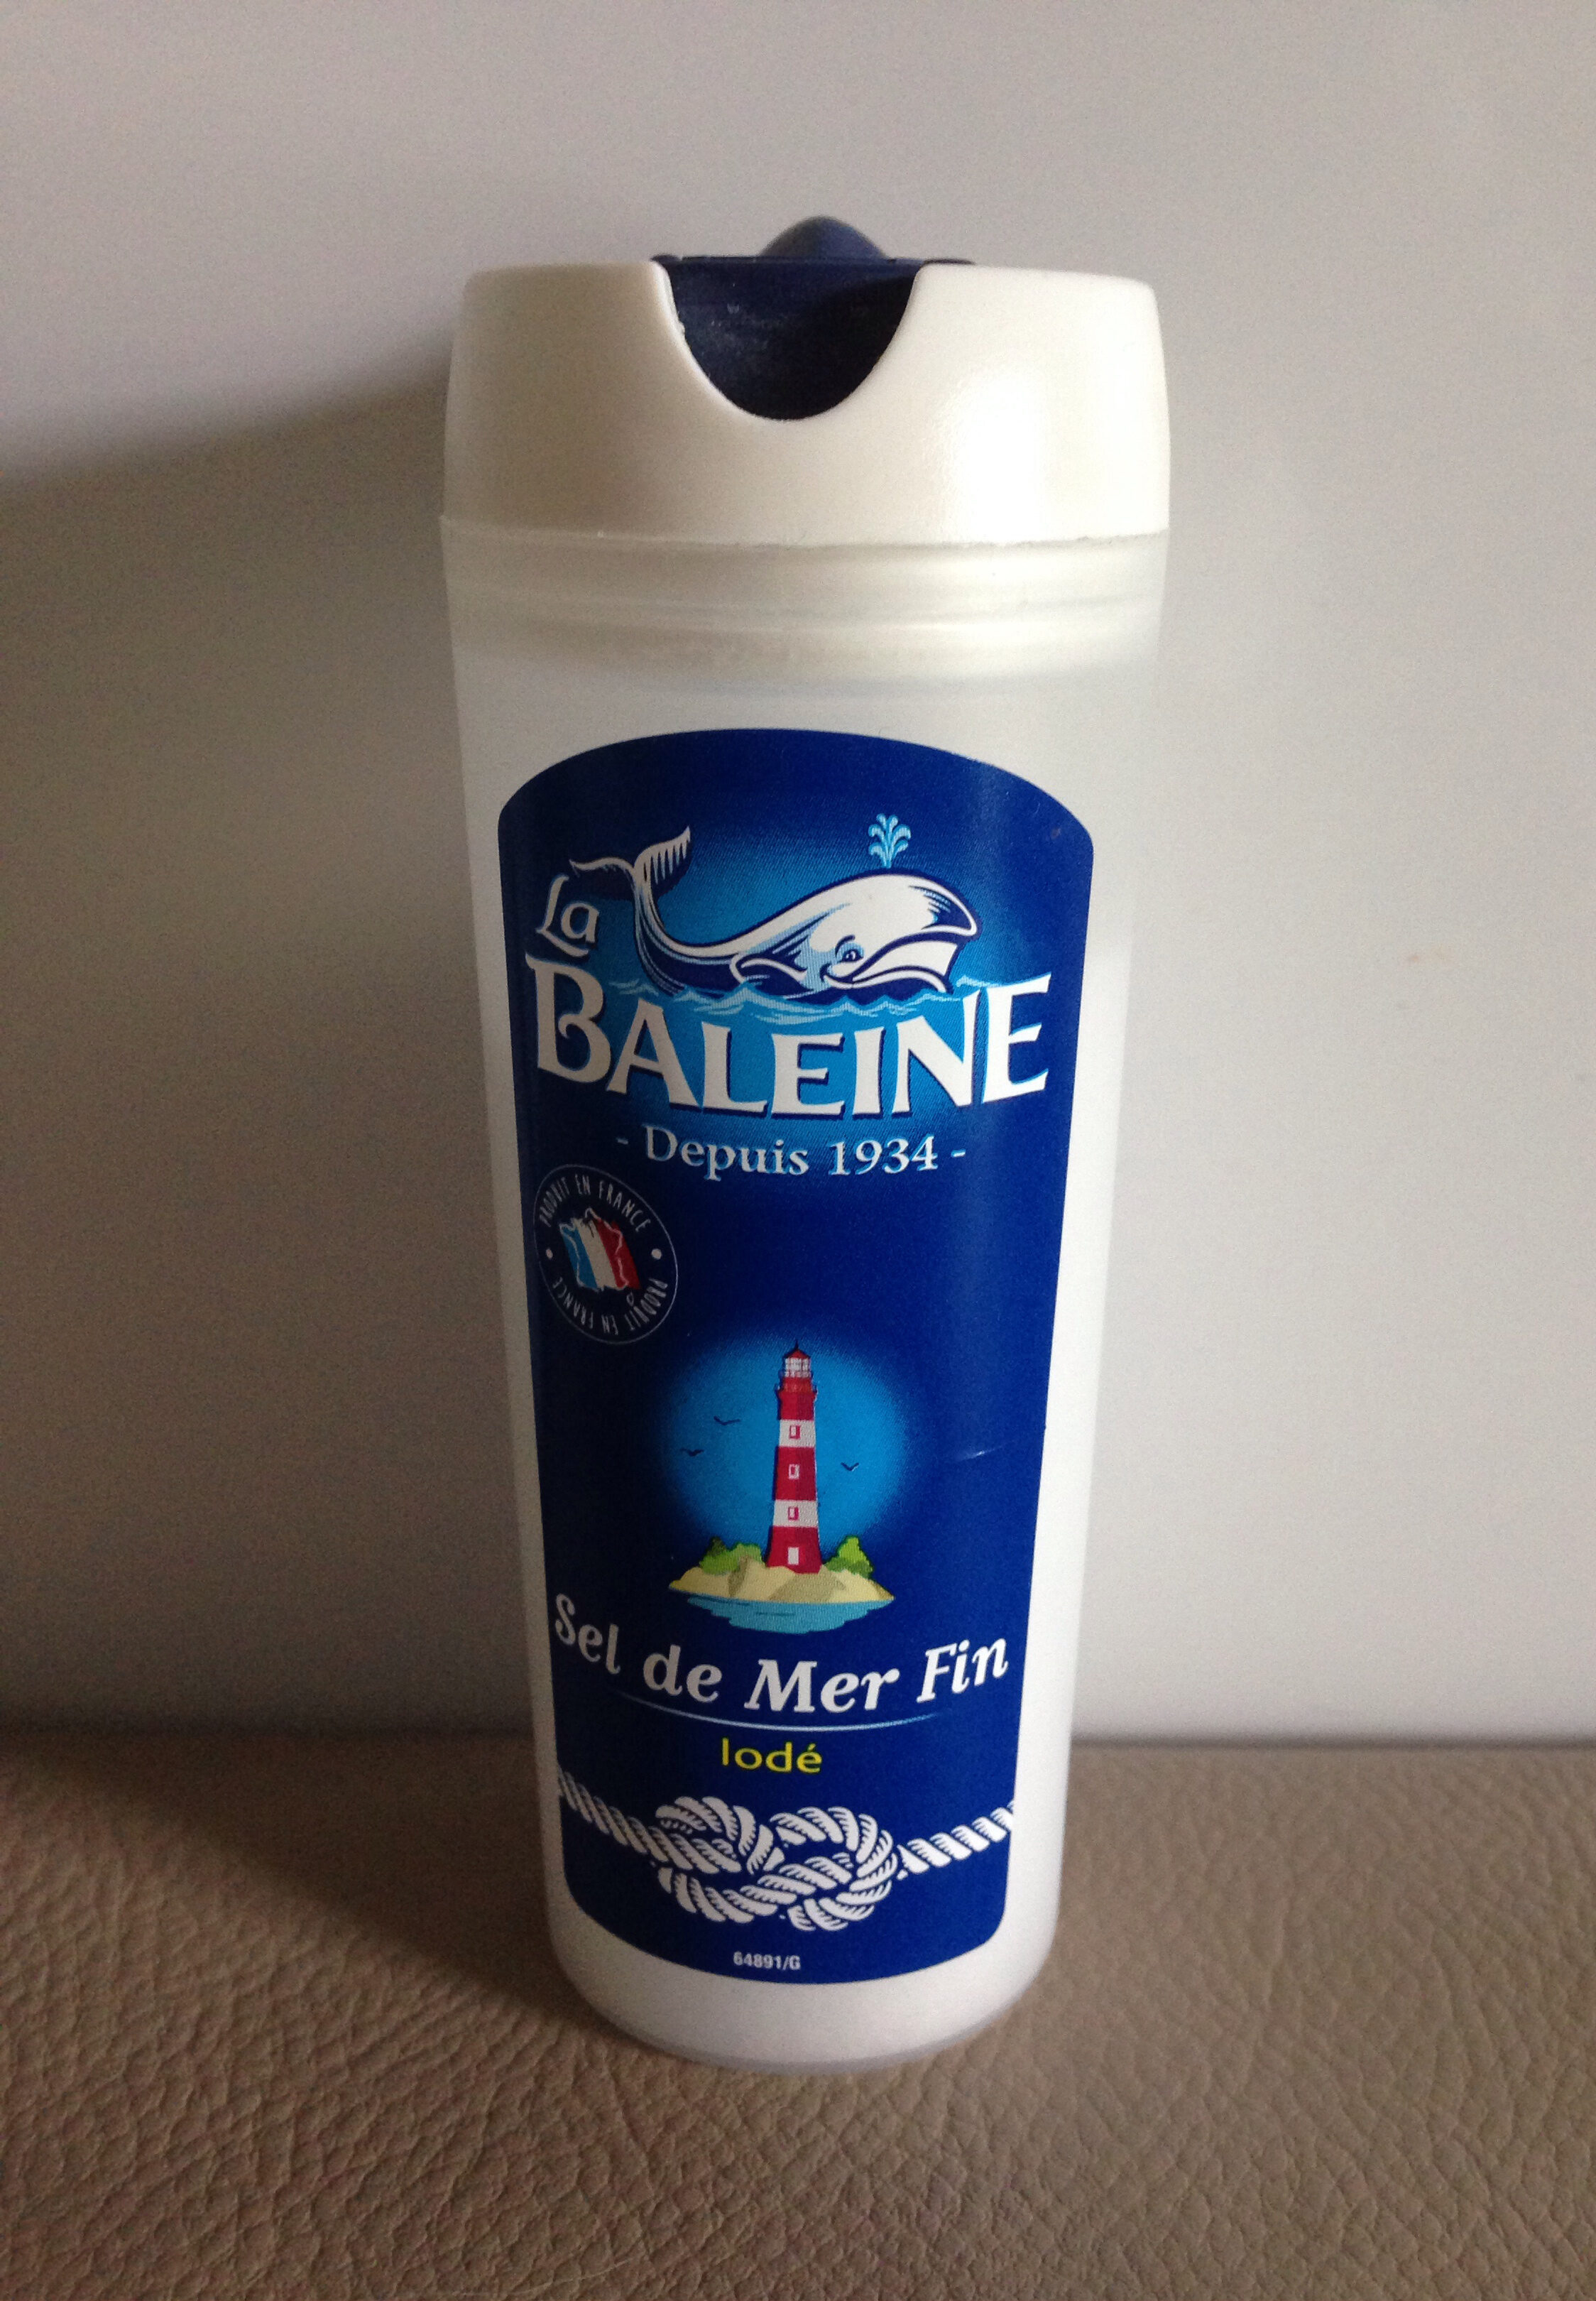 La
BALEINE
- Depuis 1934 -
PRODUIT EN FRANCE • PRODUIT EN FRANCE •
Sel de Mer Fin
Iodé
64891/G